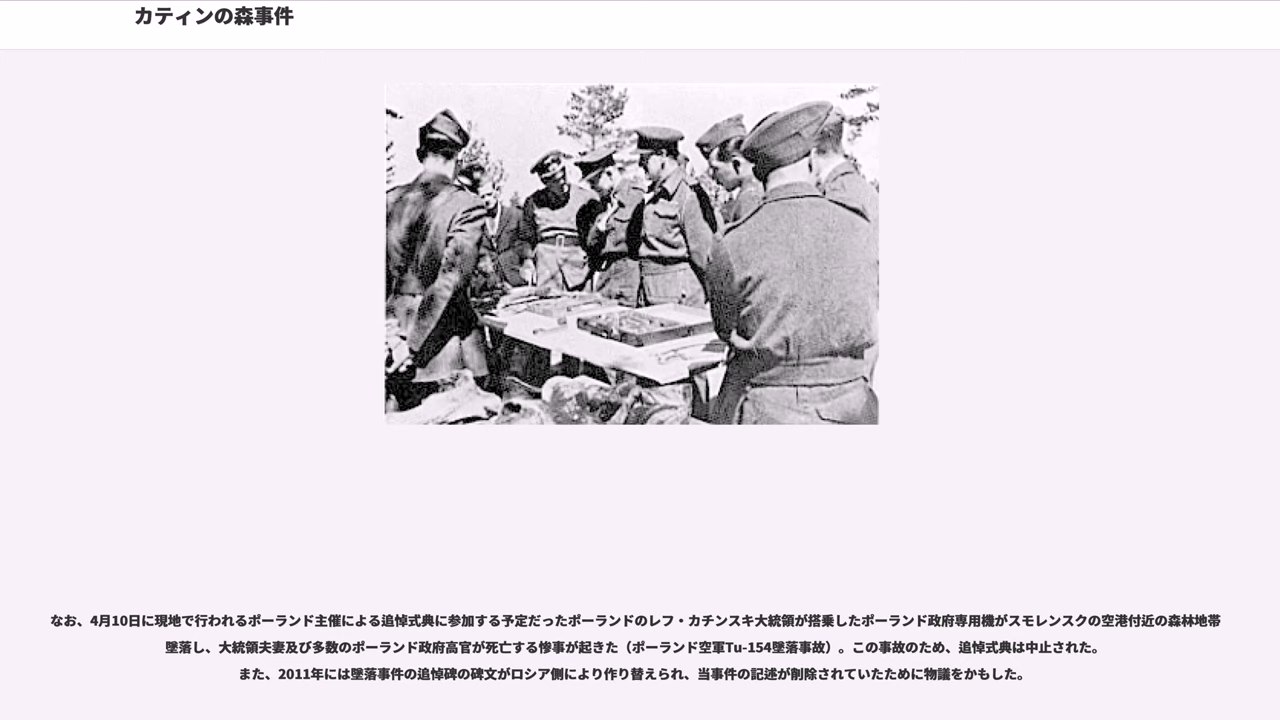 カティンの森事件
なお、4月10日に現地で行われるポーランド主催による追悼式典に参加する予定だったポーランドのレフ・カチンスキ大統領が搭乗したポーランド政府専用機がスモレンスクの空港付近の森林地帯
墜落し、大統領夫妻及び多数のポーランド政府高官が死亡する惨事が起きた（ポーランド空軍Tu-154墜落事故）。この事故のため、追悼式典は中止された。
また、2011年には墜落事件の追悼碑の碑文がロシア側により作り替えられ、当事件の記述が削除されていたために物議をかもした。